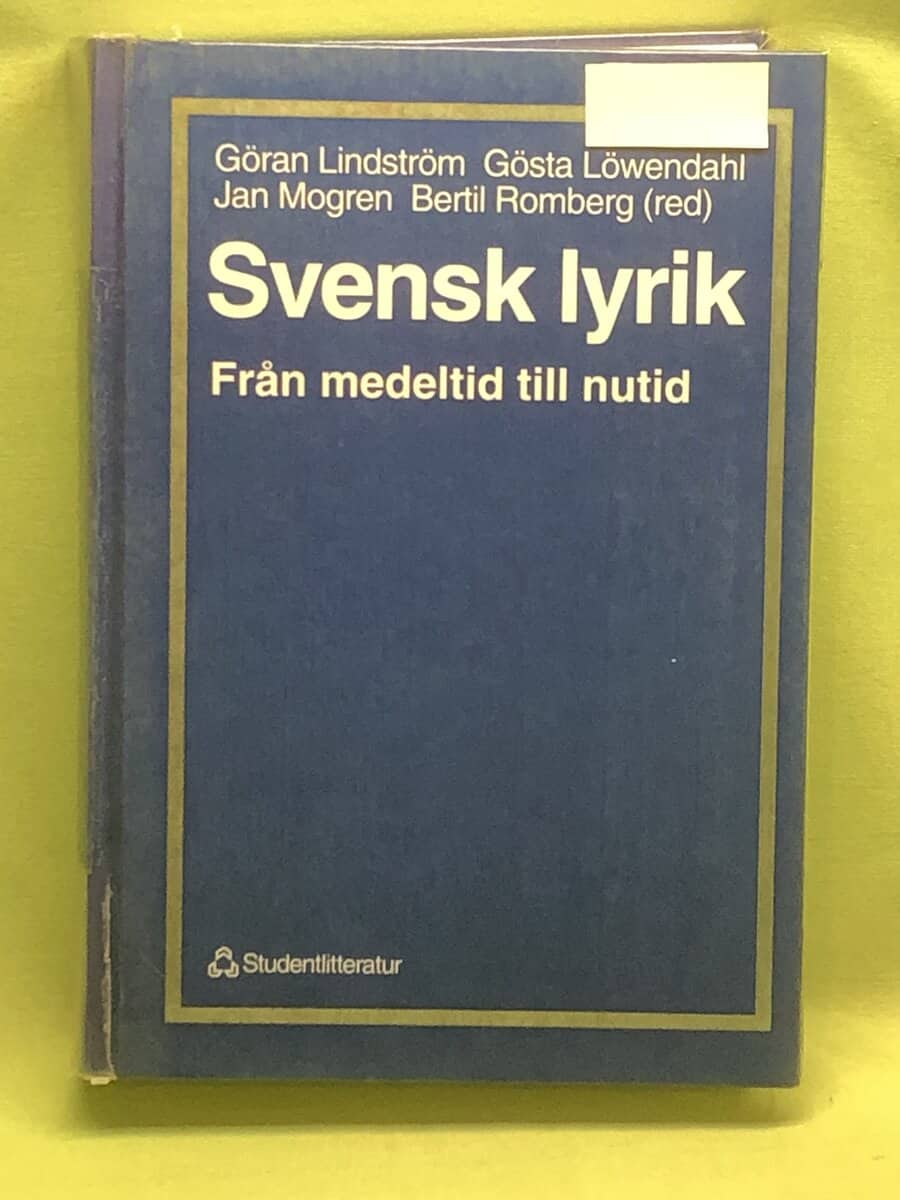 Göran Lindström Gösta Löwendahl
Jan Mogren Bertil Romberg (red)
Svensk lyrik
Från medeltid till nutid
Studentlitteratur